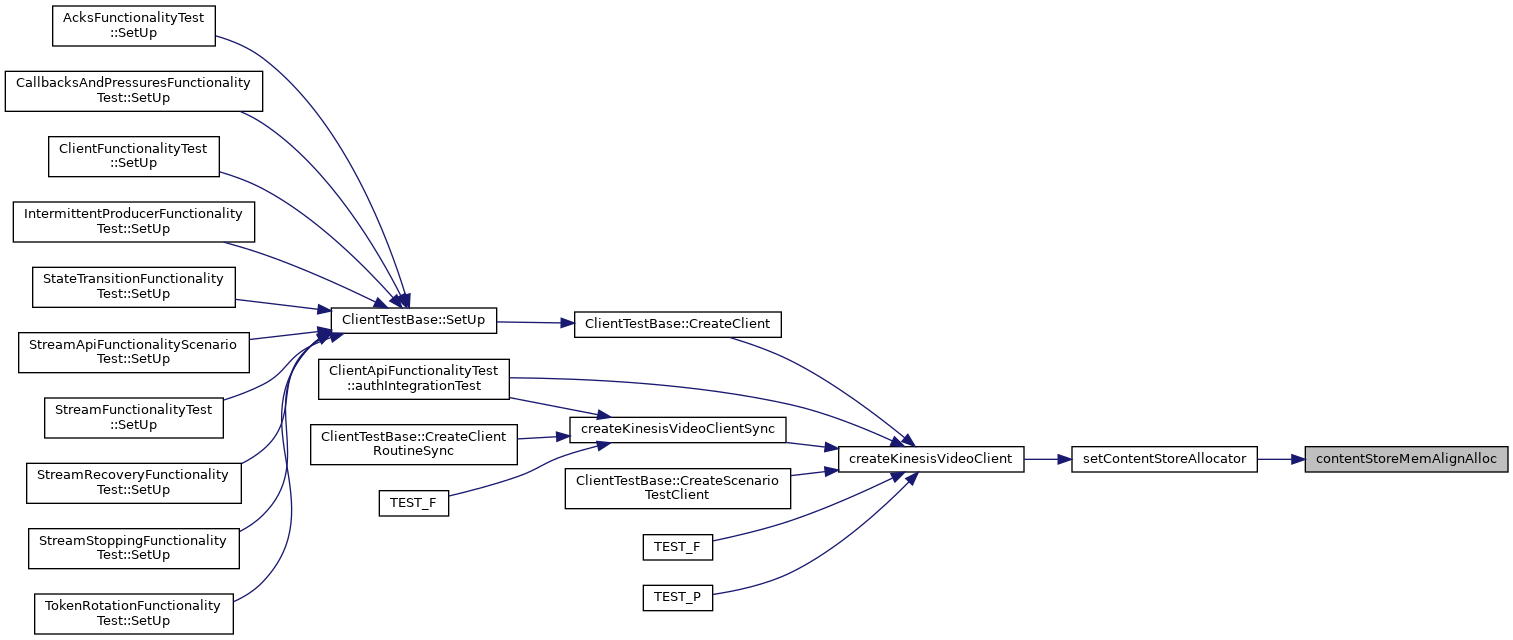 AcksFunctionalityTest
::SetUp
CallbacksAndPressuresFunctionality
Test::SetUp
ClientFunctionalityTest
::SetUp
IntermittentProducerFunctionality
Test::SetUp
StateTransitionFunctionality
Test::SetUp
StreamApiFunctionalityScenario
Test::SetUp
StreamFunctionalityTest
::SetUp
StreamRecoveryFunctionality
Test::SetUp
StreamStoppingFunctionality
Test::SetUp
TokenRotationFunctionality
Test::SetUp
ClientTestBase::SetUp
ClientApiFunctionalityTest
::authIntegrationTest
ClientTestBase::CreateClient
RoutineSync
TEST_F
ClientTestBase::CreateClient
createKinesisVideoClientSync
ClientTestBase::CreateScenario
TestClient
TEST_F
TEST_P
createKinesisVideoClient
setContentStoreAllocator
contentStoreMemAlignAlloc